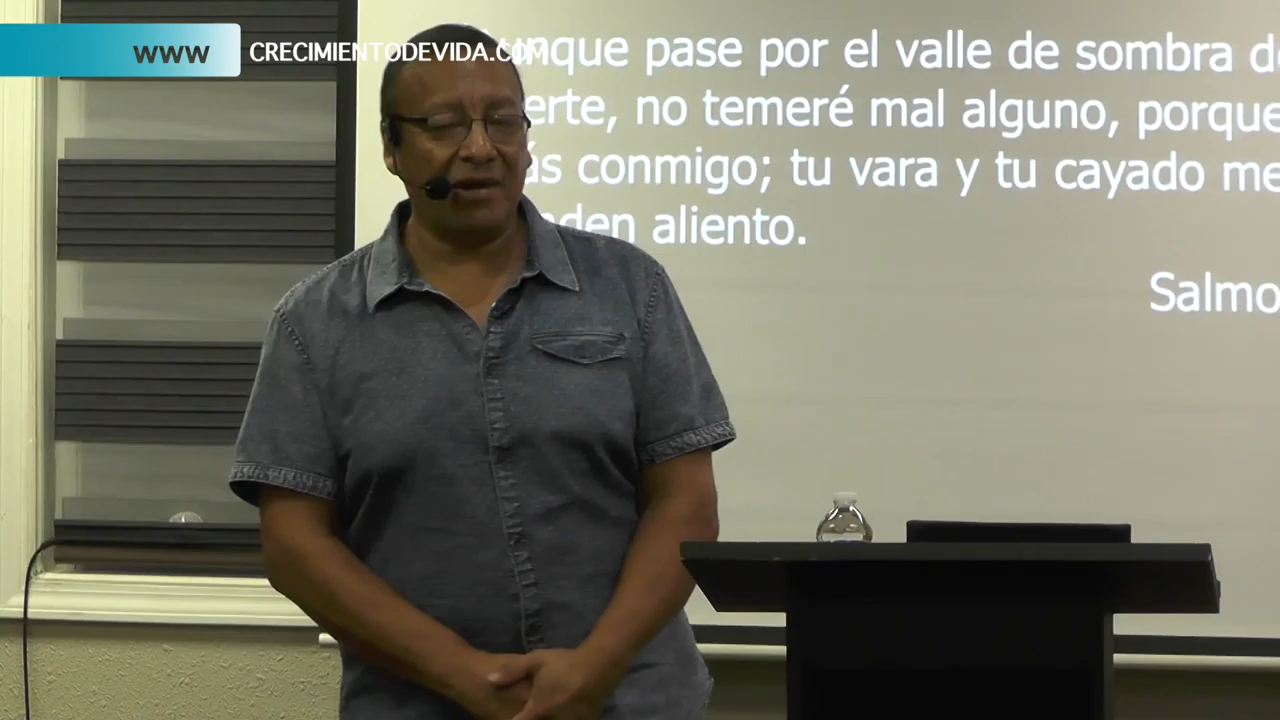 WWW CRECIMIENTODEVIDA.COM
unque pase por el valle de sombra d
erte, no temeré mal alguno, porque
ás conmigo; tu vara y tu cayado me
nden aliento.
Salmo